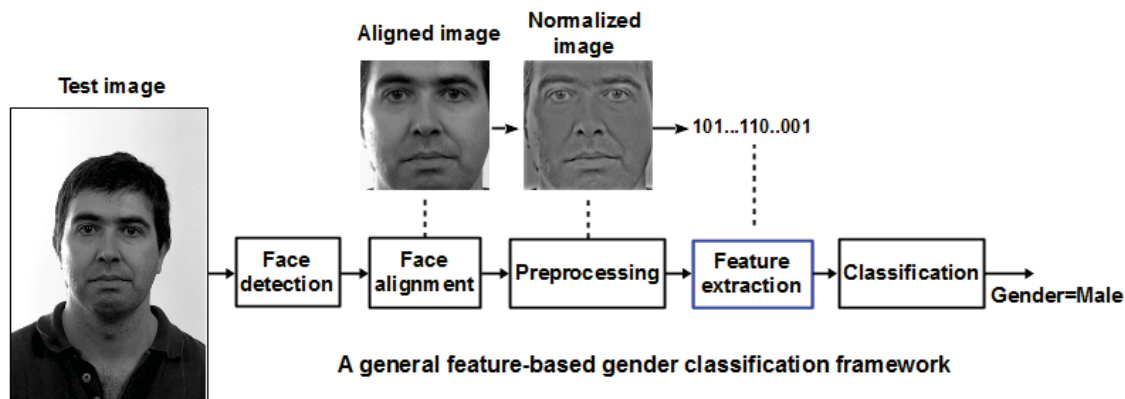 Test image
Aligned image
Normalized
image
101...110..001
Face
detection
Face
alignment
Preprocessing
Feature
extraction
Classification
Gender=Male
A general feature-based gender classification framework